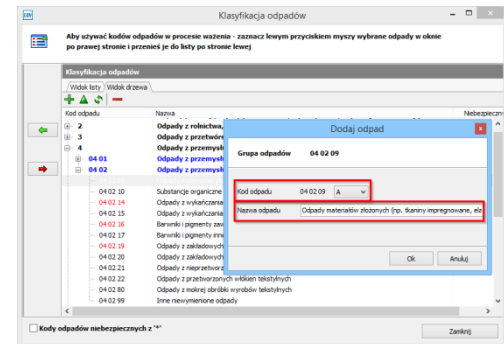 Klasyfikacja odpadów
Aby używać kodów odpadów w procesie ważenia - zaznacz lewym przyciskiem myszy wybrane odpady w oknie
po prawej stronie i przenieś je do listy po stronie lewej
Klasyfikacja odpadów
Widok listy Widok drzewa
Kod odpadu Nazwa Niebezpieczny
2 Odpady z rolnictwa,
3 Odpady z przetwórs
4 Odpady z przemysł
04 01 Odpady z przemysł
04 02 Odpady z przemysł
04 02 10 Substancje organiczne
04 02 14 Odpady z wykańczania
04 02 15 Odpady z wykańczania
04 02 16 Barwniki i pigmenty zaw
04 02 17 Barwniki i pigmenty inne
04 02 19 Odpady z zakładowych
04 02 20 Odpady z zakładowych
04 02 21 Odpady z nieprzetworz
04 02 22 Odpady z przetworzonych włókien tekstylnych
04 02 80 Odpady z mokrej obróbki wyrobów tekstylnych
04 02 99 Inne niewymienione odpady
Dodaj odpad
Grupa odpadów 04 02 09
Kod odpadu 04 02 09 A
Nazwa odpadu Odpady materiałów złożonych (np. tkaniny impregnowane, ela
Ok Anuluj
Kody odpadów niebezpiecznych z '*'
Zamknij